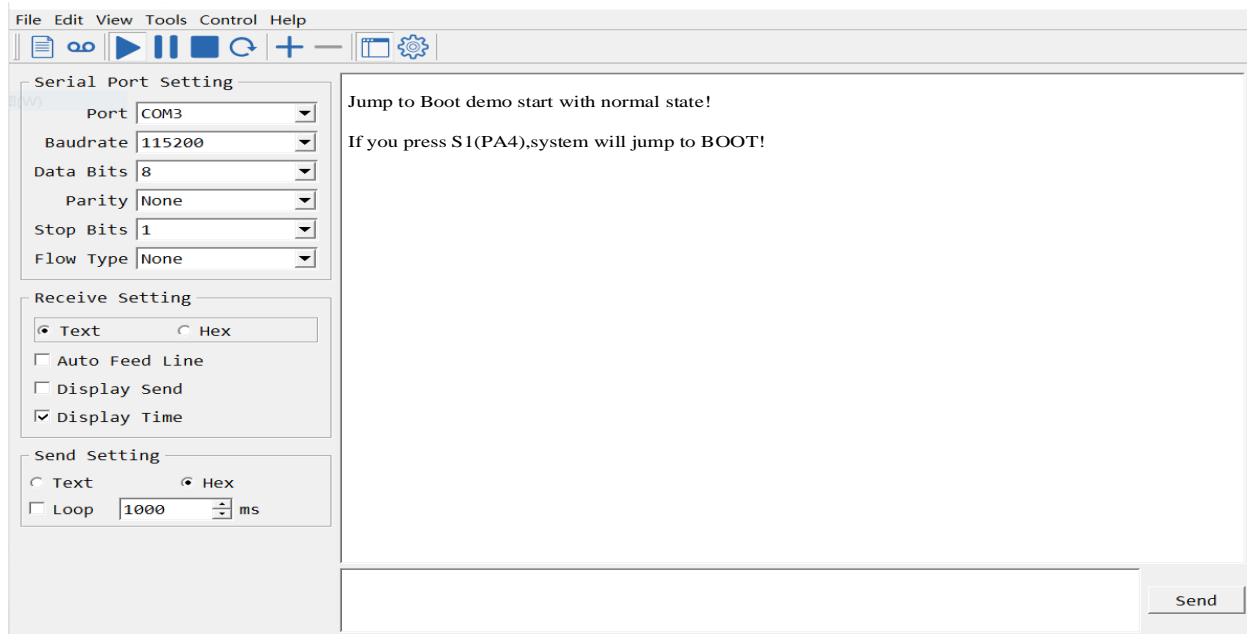 File Edit View Tools Control Help
Serial Port Setting
Port COM3
Baudrate 115200
Data Bits 8
Parity None
Stop Bits 1
Flow Type None
Receive Setting
Text Hex
Auto Feed Line
Display Send
Display Time
Send Setting
Text Hex
Loop 1000 ms
Jump to Boot demo start with normal state!
If you press S1(PA4),system will jump to BOOT!
Send